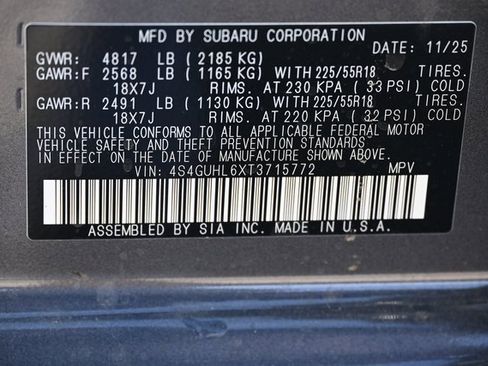 MFD BY SUBARU CORPORATION
DATE: 11/25
GVWR: 4817 LB (2185 KG)
GAWR:F 2568 LB (1165 KG) WITH 225/55R18 TIRES.
18X7J RIMS. AT 230 KPA (33 PSI) COLD
GAWR:R 2491 LB (1130 KG) WITH 225/55R18 TIRES.
18X7J RIMS. AT 220 KPA (32 PSI) COLD
THIS VEHICLE CONFORMS TO ALL APPLICABLE FEDERAL MOTOR
VEHICLE SAFETY AND THEFT PREVENTION STANDARDS
IN EFFECT ON THE DATE OF MANUFACTURE SHOWN ABOVE.
VIN: 4S4GUHL6XT3715772 MPV
ASSEMBLED BY SIA INC. MADE IN U.S.A.